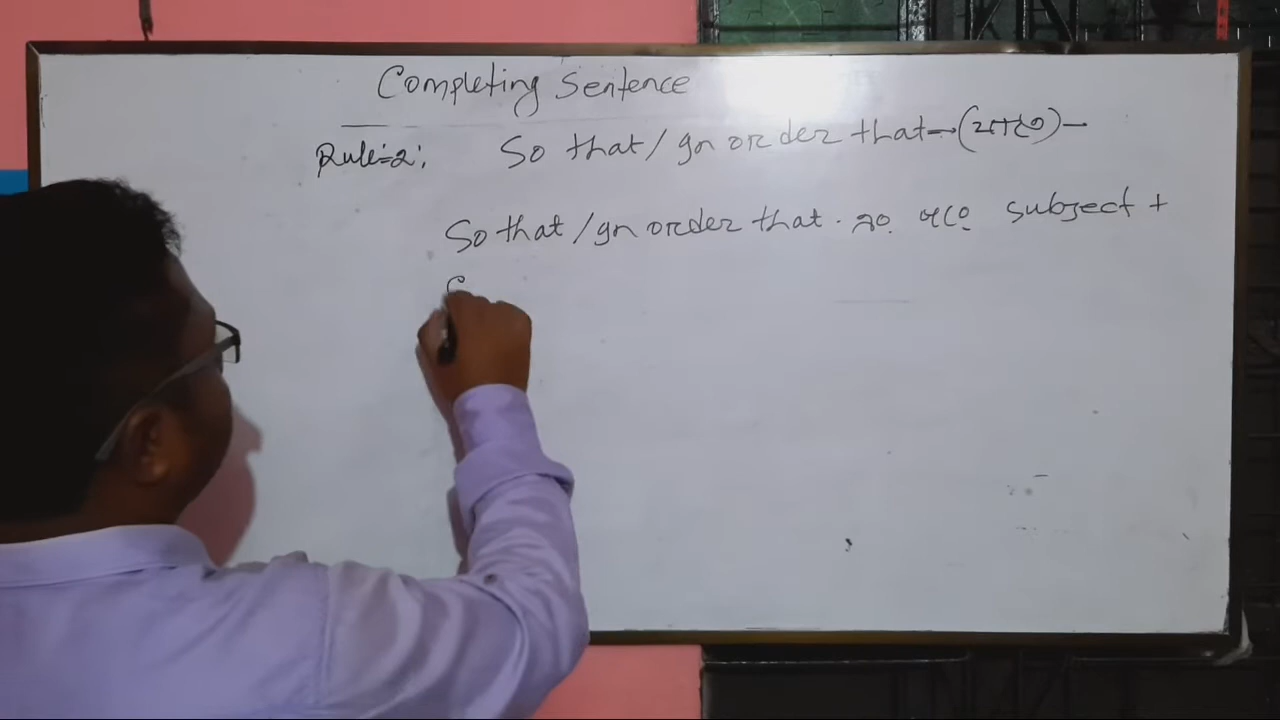 Completing Sentence
Rule=2: So that/In order that→(যাতে)–
So that/In order that. এর পরে subject +
C